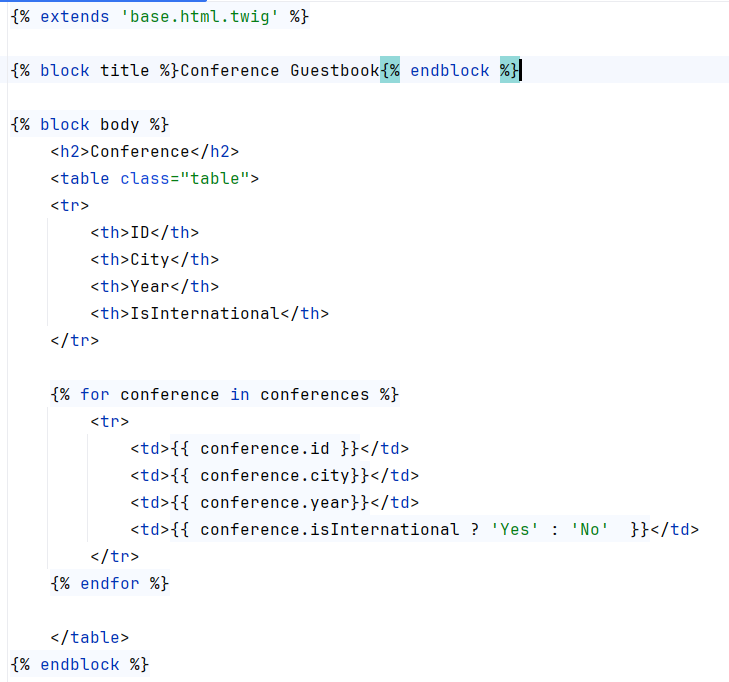 {% extends 'base.html.twig' %}
{% block title %}Conference Guestbook{% endblock %}
{% block body %}
    <h2>Conference</h2>
    <table class="table">
    <tr>
        <th>ID</th>
        <th>City</th>
        <th>Year</th>
        <th>IsInternational</th>
    </tr>
    {% for conference in conferences %}
        <tr>
            <td>{{ conference.id }}</td>
            <td>{{ conference.city}}</td>
            <td>{{ conference.year}}</td>
            <td>{{ conference.isInternational ? 'Yes' : 'No'  }}</td>
        </tr>
    {% endfor %}
    </table>
{% endblock %}